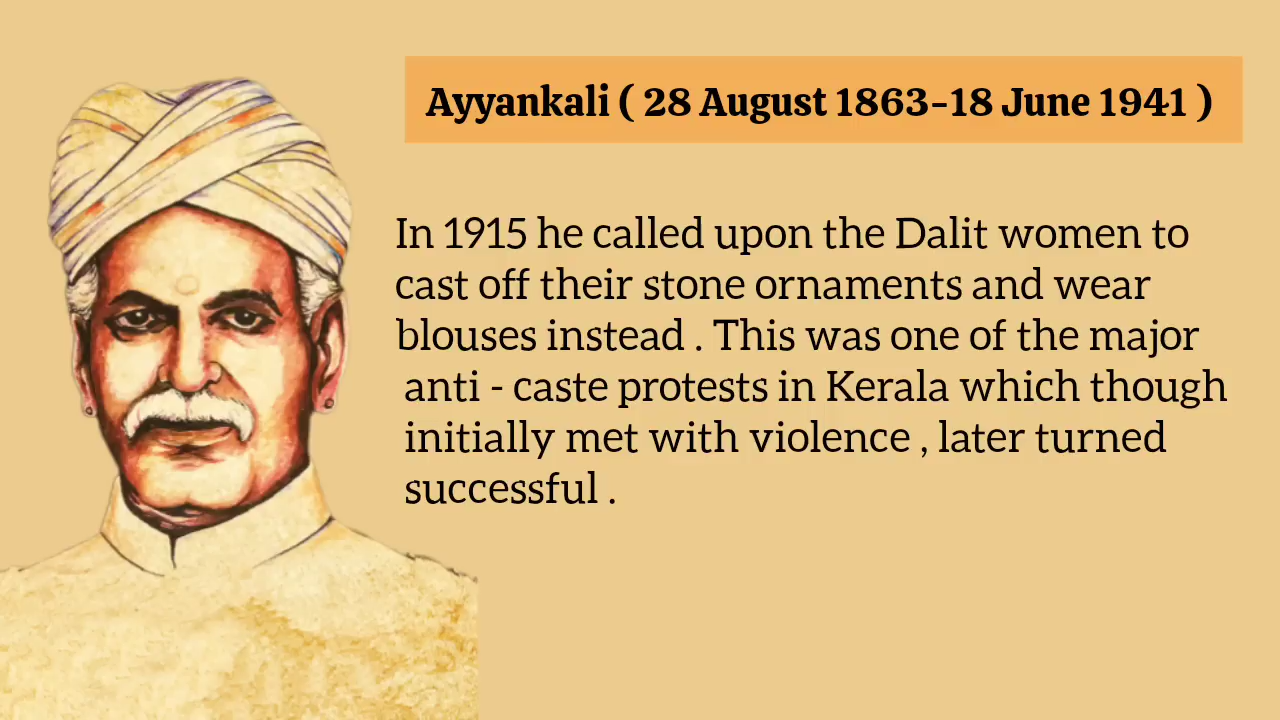 Ayyankali ( 28 August 1863-18 June 1941 )
In 1915 he called upon the Dalit women to
cast off their stone ornaments and wear
blouses instead . This was one of the major
anti - caste protests in Kerala which though
initially met with violence , later turned
successful .